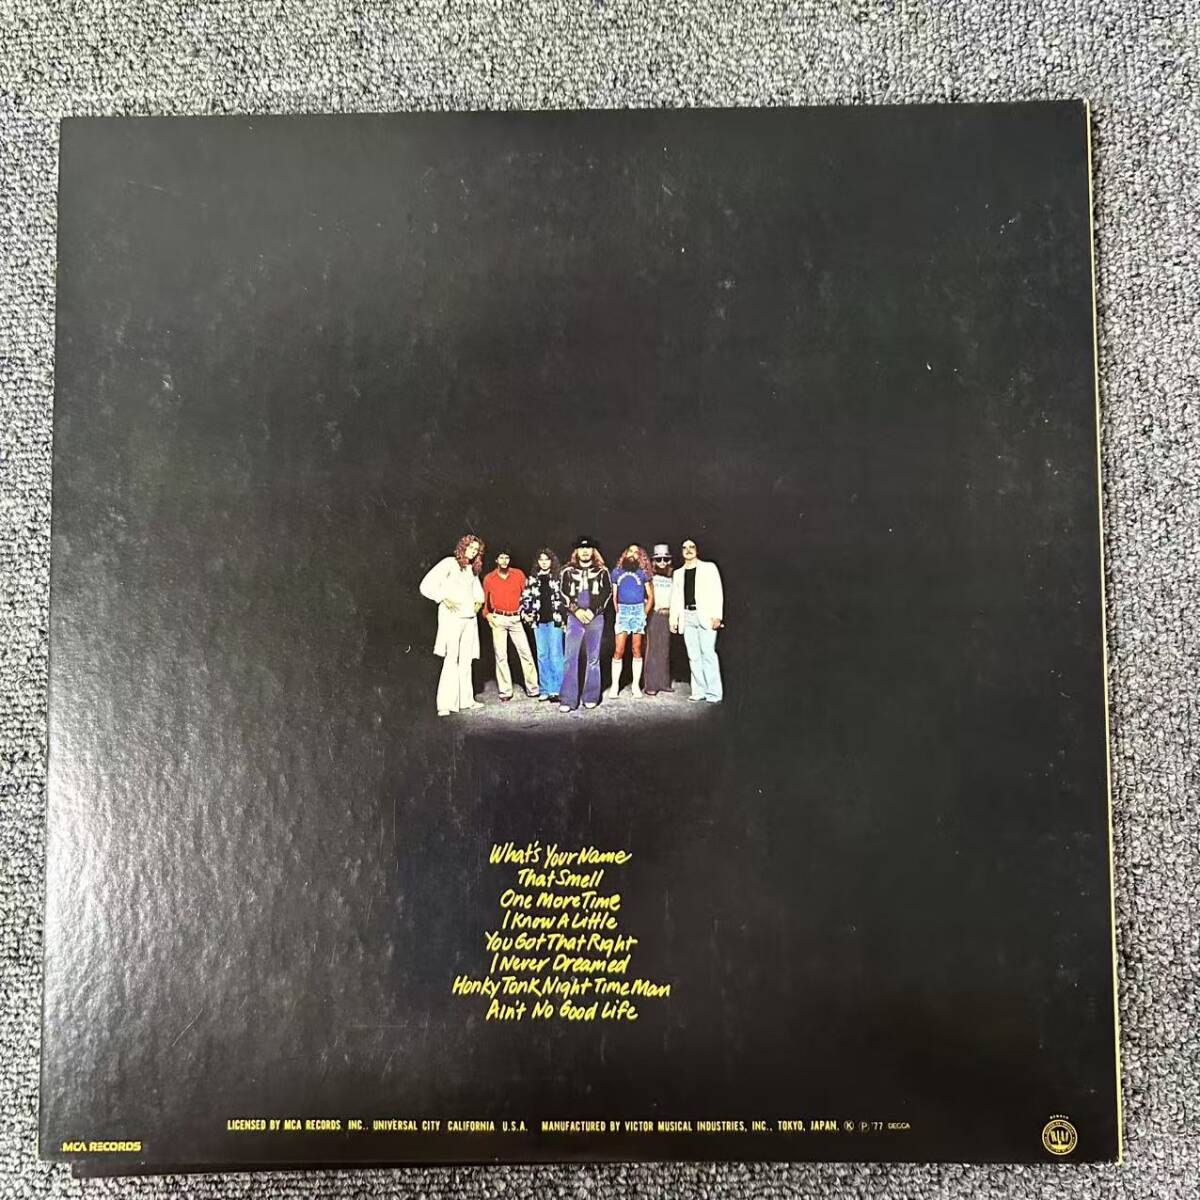 What's Your Name
That Smell
One More Time
I Know A Little
You Got That Right
I Never Dreamed
Honky Tonk Night Time Man
Ain't No Good Life
LICENSED BY MCA RECORDS INC., UNIVERSAL CITY CALIFORNIA U.S.A. MANUFACTURED BY VICTOR MUSICAL INDUSTRIES, INC., TOKYO, JAPAN. Ⓚ Ⓟ '77 DECCA
MCA RECORDS